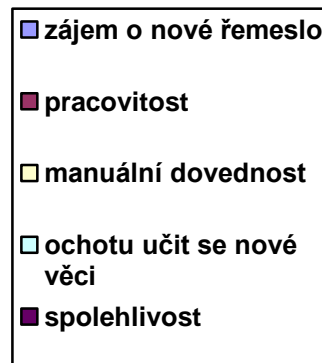 zájem o nové řemeslo
pracovitost
manuální dovednost
ochotu učit se nové
věci
spolehlivost